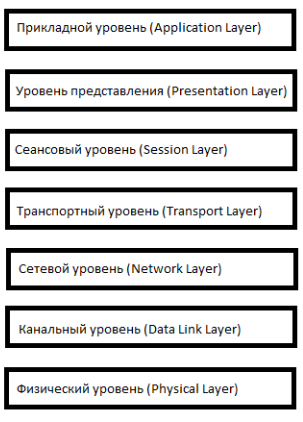 Прикладной уровень (Application Layer)
Уровень представления (Presentation Layer)
Сеансовый уровень (Session Layer)
Транспортный уровень (Transport Layer)
Сетевой уровень (Network Layer)
Канальный уровень (Data Link Layer)
Физический уровень (Physical Layer)